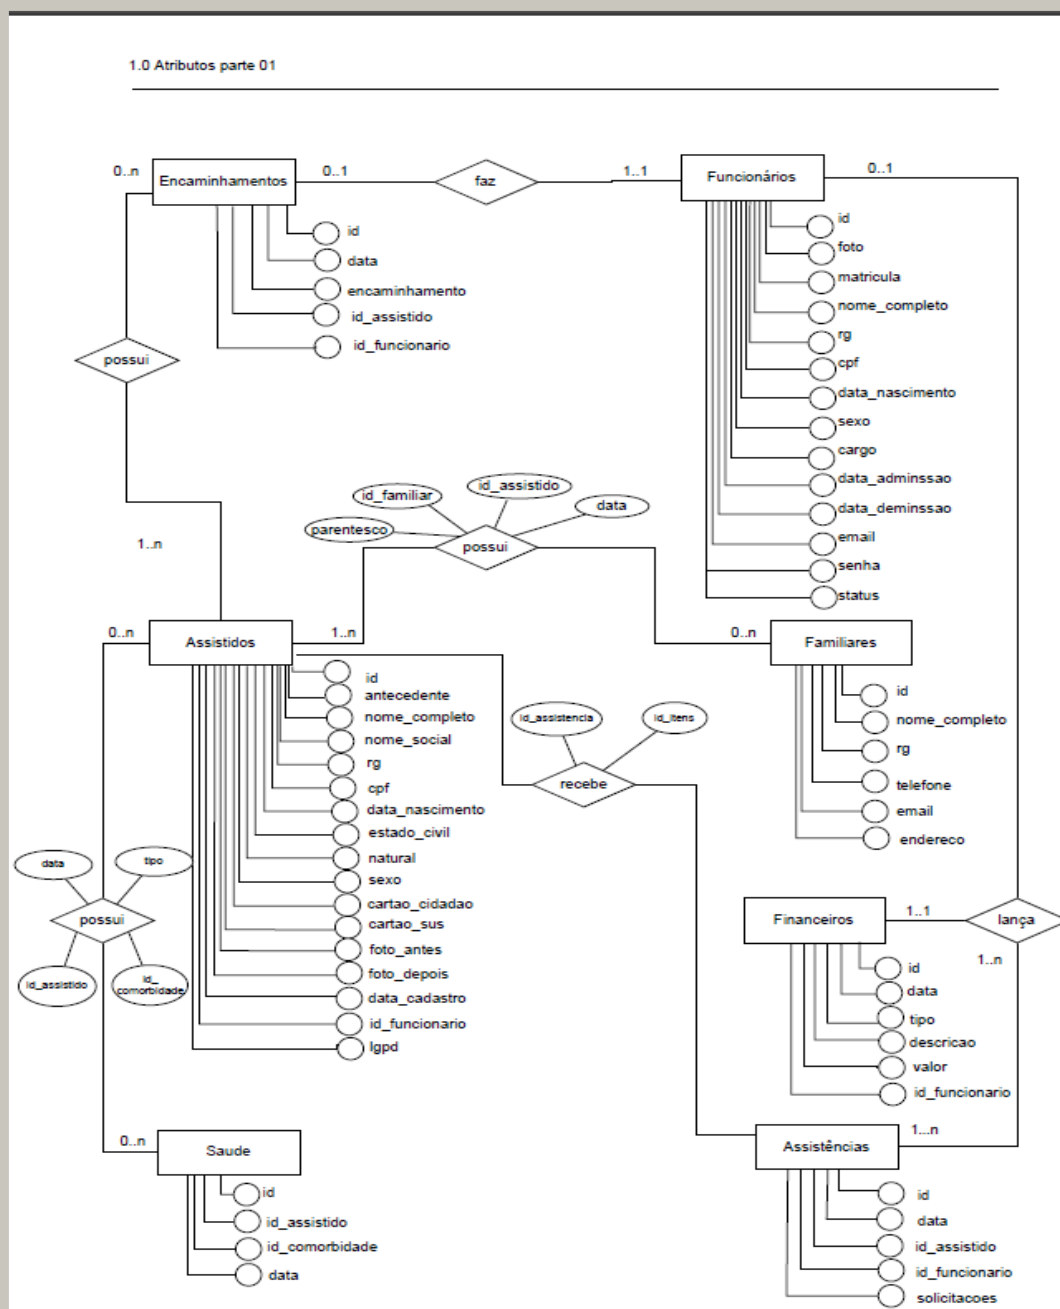 1.0 Atributos parte 01
0..n
Encaminhamentos
0..1
faz
1..1
Funcionários
0..1
id
data
encaminhamento
id_assistido
id_funcionario
id
foto
matricula
nome_completo
rg
cpf
data_nascimento
sexo
cargo
data_adminssao
data_deminssao
email
senha
status
possui
1..n
id_familiar
id_assistido
data
parentesco
possui
0..n
Assistidos
1..n
0..n
Familiares
id
antecedente
nome_completo
nome_social
rg
cpf
data_nascimento
estado_civil
natural
sexo
cartao_cidadao
cartao_sus
foto_antes
foto_depois
data_cadastro
id_funcionario
lgpd
id_assistencia
id_itens
recebe
id
nome_completo
rg
telefone
email
endereco
data
tipo
possui
id_assistido
id_
comorbidade
Financeiros
1..1
lança
1..n
id
data
tipo
descricao
valor
id_funcionario
0..n
Saude
id
id_assistido
id_comorbidade
data
1...n
Assistências
id
data
id_assistido
id_funcionario
solicitacoes